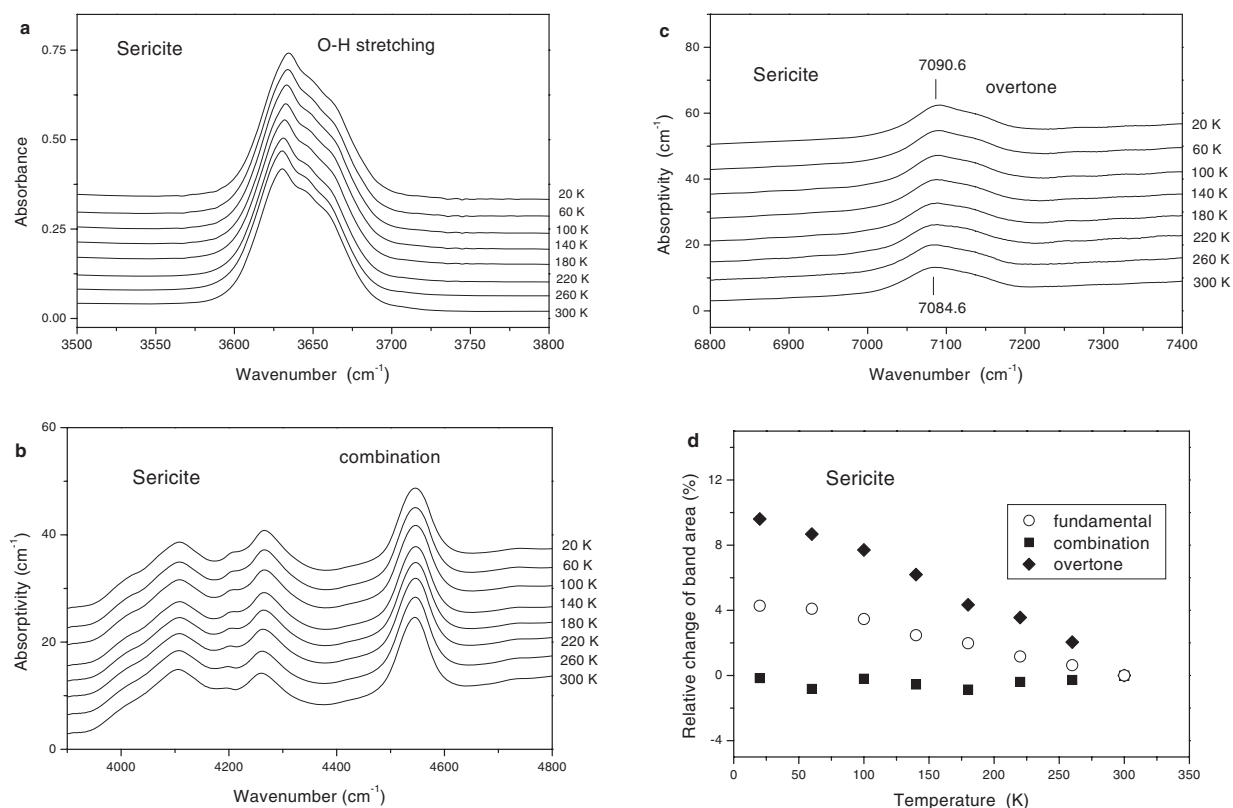 a
Sericite
O-H stretching
0.75
0.50
0.25
0.00
Absorbance
20 K
60 K
100 K
140 K
180 K
220 K
260 K
300 K
3500 3550 3600 3650 3700 3750 3800
Wavenumber (cm-1)
c
Sericite
7090.6
overtone
80
60
40
20
0
Absorptivity (cm-1)
20 K
60 K
100 K
140 K
180 K
220 K
260 K
300 K
7084.6
6800 6900 7000 7100 7200 7300 7400
Wavenumber (cm-1)
b
Sericite
combination
60
40
20
0
Absorptivity (cm-1)
20 K
60 K
100 K
140 K
180 K
220 K
260 K
300 K
4000 4200 4400 4600 4800
Wavenumber (cm-1)
d
Sericite
fundamental
combination
overtone
12
8
4
0
-4
Relative change of band area (%)
0 50 100 150 200 250 300 350
Temperature (K)